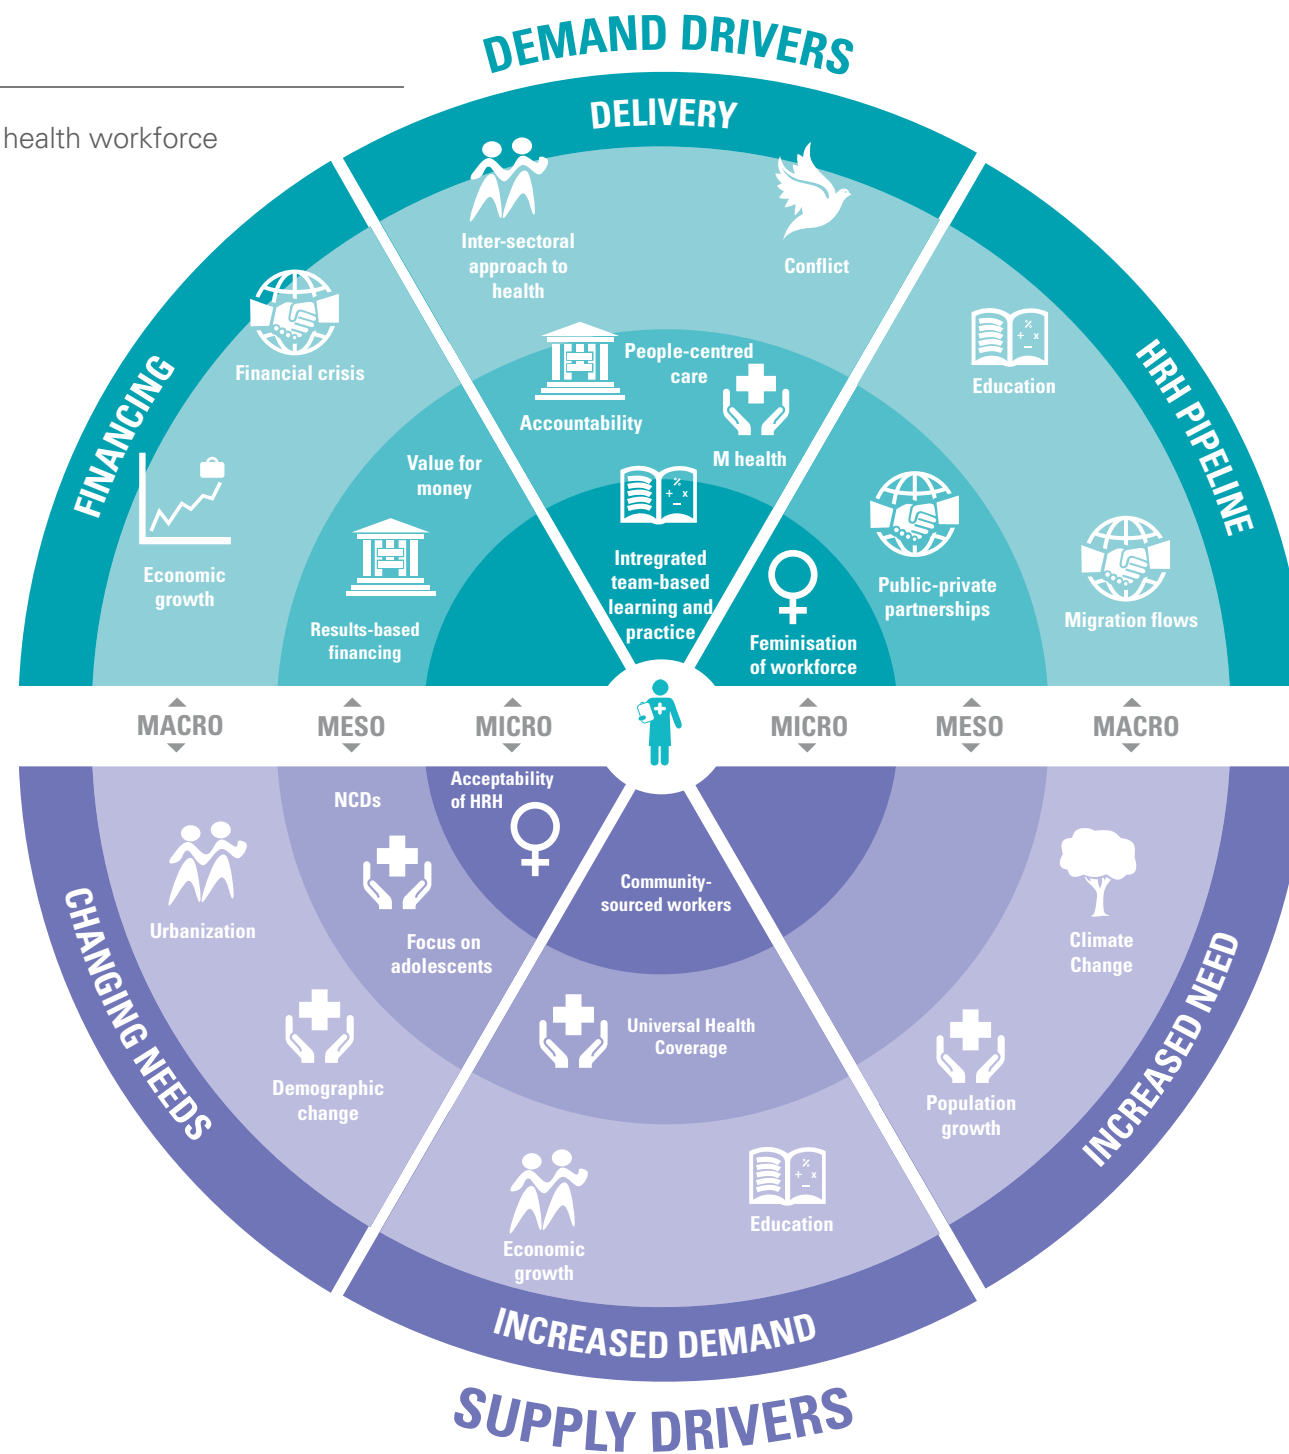 DEMAND DRIVERS
health workforce
DELIVERY
Inter-sectoral
approach to
health
Conflict
Accountability
People-centred
care
M health
Intregrated
team-based
learning and
practice
FINANCING
Financial crisis
Economic
growth
Value for
money
Results-based
financing
HRH PIPELINE
Education
Public-private
partnerships
Migration flows
Feminisation
of workforce
MACRO
MESO
MICRO
MICRO
MESO
MACRO
CHANGING NEEDS
Acceptability
of HRH
NCDs
Urbanization
Focus on
adolescents
Demographic
change
Community-
sourced workers
Universal Health
Coverage
Economic
growth
Education
INCREASED DEMAND
Climate
Change
Population
growth
INCREASED NEED
SUPPLY DRIVERS